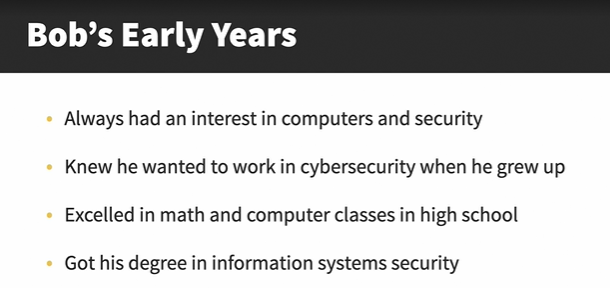 Bob’s Early Years
• Always had an interest in computers and security
• Knew he wanted to work in cybersecurity when he grew up
• Excelled in math and computer classes in high school
• Got his degree in information systems security